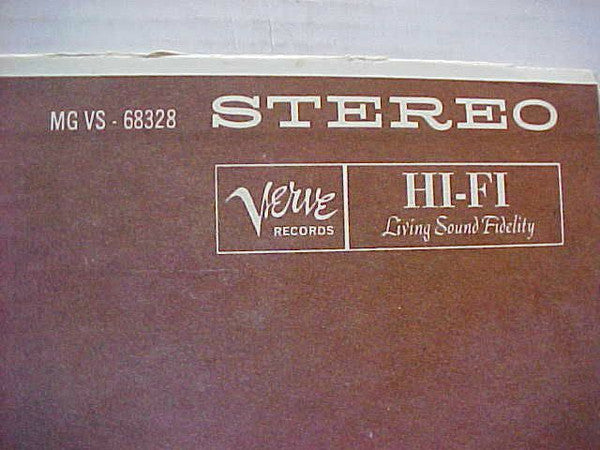 MG VS - 68328 STEREO
Verve
RECORDS
HI-FI
Living Sound Fidelity